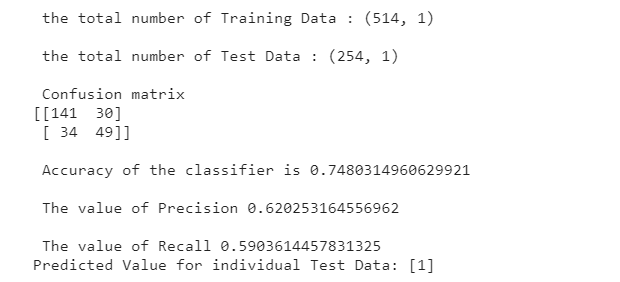 the total number of Training Data : (514, 1)
the total number of Test Data : (254, 1)
Confusion matrix
[[141  30]
 [ 34  49]]
Accuracy of the classifier is 0.7480314960629921
The value of Precision 0.620253164556962
The value of Recall 0.5903614457831325
Predicted Value for individual Test Data: [1]